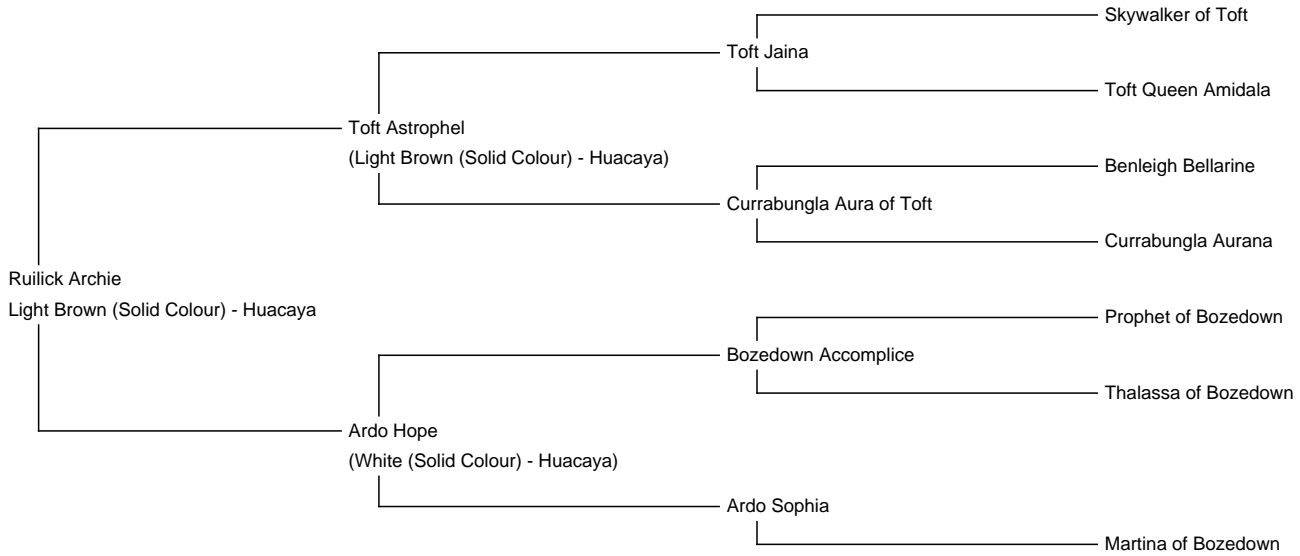 Skywalker of Toft
Toft Jaina
Toft Queen Amidala
Toft Astrophel
(Light Brown (Solid Colour) - Huacaya)
Benleigh Bellarine
Currabungla Aura of Toft
Currabungla Aurana
Ruilick Archie
Light Brown (Solid Colour) - Huacaya
Prophet of Bozedown
Bozedown Accomplice
Thalassa of Bozedown
Ardo Hope
(White (Solid Colour) - Huacaya)
Ardo Sophia
Martina of Bozedown